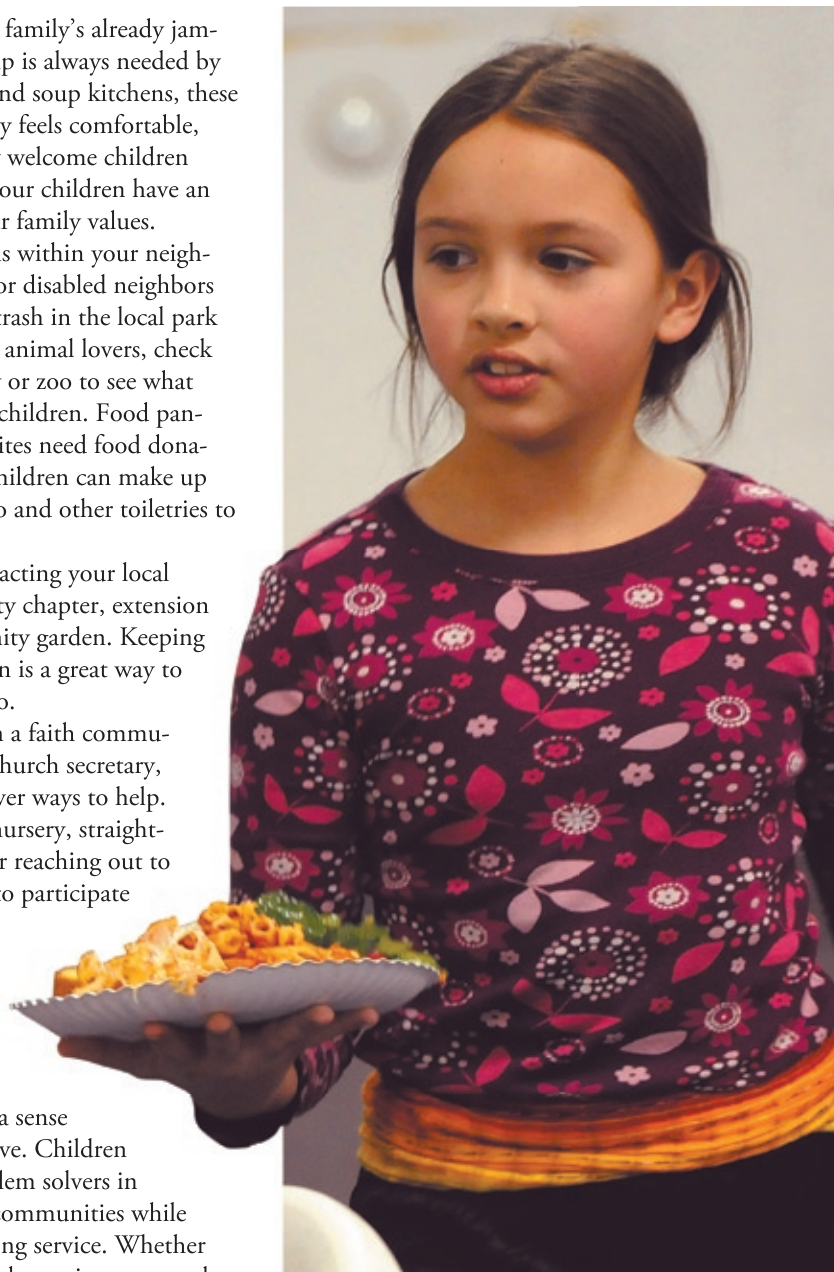 family’s already jam-
p is always needed by
nd soup kitchens, these
y feels comfortable,
welcome children
our children have an
r family values.
s within your neigh-
or disabled neighbors
trash in the local park
animal lovers, check
or zoo to see what
children. Food pan-
ites need food dona-
hildren can make up
o and other toiletries to
acting your local
ty chapter, extension
nity garden. Keeping
n is a great way to
o.
n a faith commu-
hurch secretary,
ver ways to help.
nursery, straight-
r reaching out to
to participate
a sense
ve. Children
lem solvers in
communities while
ng service. Whether